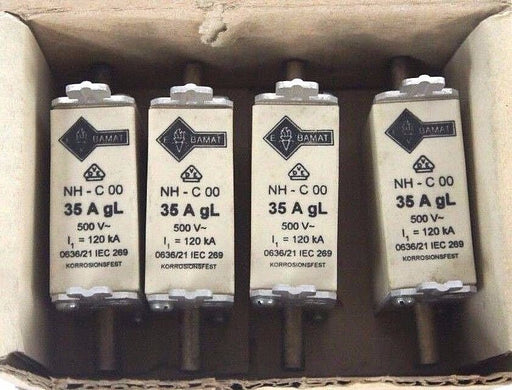 E BAMAT
NH - C 00
35 A gL
500 V~
I1 = 120 kA
0636/21 IEC 269
KORROSIONSFEST
E BAMAT
NH - C 00
35 A gL
500 V~
I1 = 120 kA
0636/21 IEC 269
KORROSIONSFEST
E BAMAT
NH - C 00
35 A gL
500 V~
I1 = 120 kA
0636/21 IEC 269
KORROSIONSFEST
E BAMAT
NH - C 00
35 A gL
500 V~
I1 = 120 kA
0636/21 IEC 269
KORROSIONSFEST